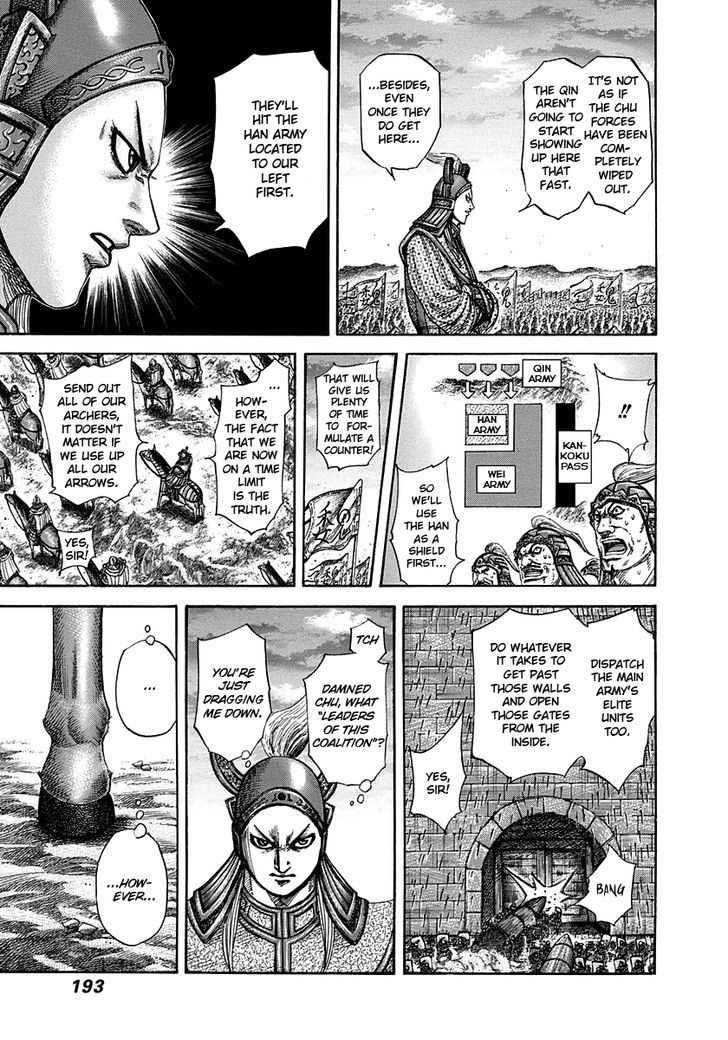 IT'S NOT
AS IF
THE CHU
FORCES
HAVE BEEN
COM-
PLETELY
WIPED
OUT.
THE QIN
AREN'T
GOING TO
START
SHOWING
UP HERE
THAT
FAST.
...BESIDES,
EVEN
ONCE THEY
DO GET
HERE...
THEY'LL
HIT THE
HAN ARMY
LOCATED
TO OUR
LEFT
FIRST.
!!
QIN
ARMY
HAN
ARMY
WEI
ARMY
KAN-
KOKU
PASS
SO
WE'LL
USE
THE HAN
AS A
SHIELD
FIRST...
THAT WILL
GIVE US
PLENTY
OF TIME
TO FOR-
MULATE A
COUNTER!
...
HOW-
EVER,
THE FACT
THAT WE
ARE NOW
ON A TIME
LIMIT
IS THE
TRUTH.
SEND OUT
ALL OF OUR
ARCHERS,
IT DOESN'T
MATTER IF
WE USE UP
ALL OUR
ARROWS.
YES,
SIR!
魏
DISPATCH
THE MAIN
ARMY'S
ELITE
UNITS
TOO.
DO WHATEVER
IT TAKES TO
GET PAST
THOSE WALLS
AND OPEN
THOSE GATES
FROM THE
INSIDE.
YES,
SIR!
BANG
TCH
DAMNED
CHU, WHAT
"LEADERS
OF THIS
COALITION"?
YOU'RE
JUST
DRAGGING
ME DOWN.
...
...HOW-
EVER...
193